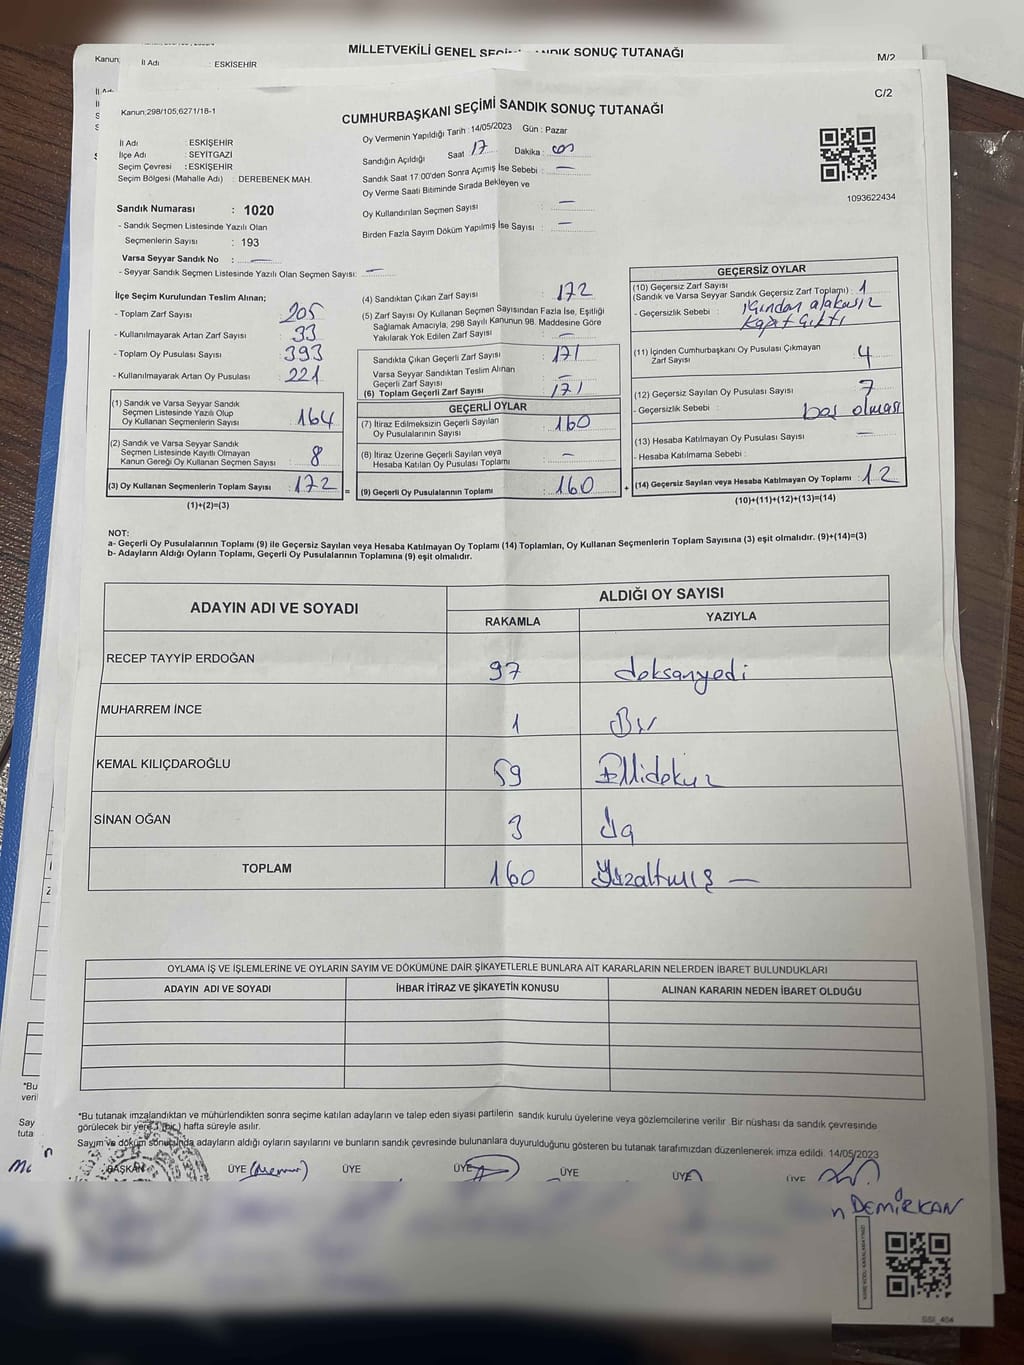 MİLLETVEKİLİ GENEL
SANDIK SONUÇ TUTANAĞI
M/2
Kanun
İl Adı : ESKİSEHİR
C/2
Kanun;298/105,6271/18-1
CUMHURBAŞKANI SEÇİMİ SANDIK SONUÇ TUTANAĞI
Oy Vermenin Yapıldığı Tarih : 14/05/2023 Gün : Pazar
İl Adı : ESKİŞEHİR
İlçe Adı : SEYİTGAZİ
Seçim Çevresi : ESKİŞEHİR
Seçim Bölgesi (Mahalle Adı) : DEREBENEK MAH.
Sandığın Açıldığı Saat 17 Dakika :
Sandık Saat 17:00'den Sonra Açımış İse Sebebi : —
Oy Verme Saati Bitiminde Sırada Bekleyen ve
Oy Kullandırılan Seçmen Sayısı : —
Birden Fazla Sayım Döküm Yapılmış İse Sayısı : —
1093622434
Sandık Numarası : 1020
- Sandık Seçmen Listesinde Yazılı Olan
Seçmenlerin Sayısı : 193
Varsa Seyyar Sandık No : —
- Seyyar Sandık Seçmen Listesinde Yazılı Olan Seçmen Sayısı: —
İlçe Seçim Kurulundan Teslim Alınan;
- Toplam Zarf Sayısı : 205
- Kullanılmayarak Artan Zarf Sayısı : 33
- Toplam Oy Pusulası Sayısı : 393
- Kullanılmayarak Artan Oy Pusulası : 221
(1) Sandık ve Varsa Seyyar Sandık
Seçmen Listesinde Yazılı Olup
Oy Kullanan Seçmenlerin Sayısı : 164
(2) Sandık ve Varsa Seyyar Sandık
Seçmen Listesinde Kayıtlı Olmayan
Kanun Gereği Oy Kullanan Seçmen Sayısı : 8
(3) Oy Kullanan Seçmenlerin Toplam Sayısı : 172 =
(1)+(2)=(3)
(4) Sandıktan Çıkan Zarf Sayısı : 172
(5) Zarf Sayısı Oy Kullanan Seçmen Sayısından Fazla İse, Eşitliği
Sağlamak Amacıyla, 298 Sayılı Kanunun 98. Maddesine Göre
Yakılarak Yok Edilen Zarf Sayısı : —
Sandıkta Çıkan Geçerli Zarf Sayısı : 171
Varsa Seyyar Sandıktan Teslim Alınan
Geçerli Zarf Sayısı : —
(6) Toplam Geçerli Zarf Sayısı : 171
GEÇERLİ OYLAR
(7) İtiraz Edilmeksizin Geçerli Sayılan
Oy Pusulalarının Sayısı : 160
(8) İtiraz Üzerine Geçerli Sayılan veya
Hesaba Katılan Oy Pusulası Toplamı : —
(9) Geçerli Oy Pusulalarının Toplamı : 160 +
GEÇERSİZ OYLAR
(10) Geçersiz Zarf Sayısı
(Sandık ve Varsa Seyyar Sandık Geçersiz Zarf Toplamı) : 1
- Geçersizlik Sebebi : içinden alakasız
kağıt çıktı
(11) İçinden Cumhurbaşkanı Oy Pusulası Çıkmayan
Zarf Sayısı : 4
(12) Geçersiz Sayılan Oy Pusulası Sayısı : 7
- Geçersizlik Sebebi : boş olması
(13) Hesaba Katılmayan Oy Pusulası Sayısı : —
- Hesaba Katılmama Sebebi :
(14) Geçersiz Sayılan veya Hesaba Katılmayan Oy Toplamı : 12
(10)+(11)+(12)+(13)=(14)
NOT:
a- Geçerli Oy Pusulasının Toplamı (9) ile Geçersiz Sayılan veya Hesaba Katılmayan Oy Toplamı (14) Toplamları, Oy Kullanan Seçmenlerin Toplam Sayısına (3) eşit olmalıdır. (9)+(14)=(3)
b- Adayların Aldığı Oyların Toplamı, Geçerli Oy Pusulalarının Toplamına (9) eşit olmalıdır.
ADAYIN ADI VE SOYADI
ALDIĞI OY SAYISI
RAKAMLA YAZIYLA
RECEP TAYYİP ERDOĞAN 97 doksanyedi
MUHARREM İNCE 1 Bir
KEMAL KILIÇDAROĞLU 59 Ellidokuz
SİNAN OĞAN 3 Üç
TOPLAM 160 Yüzaltmış —
OYLAMA İŞ VE İŞLEMLERİNE VE OYLARIN SAYIM VE DÖKÜMÜNE DAİR ŞİKAYETLERLE BUNLARA AİT KARARLARIN NELERDEN İBARET BULUNDUKLARI
ADAYIN ADI VE SOYADI İHBAR İTİRAZ VE ŞİKAYETİN KONUSU ALINAN KARARIN NEDEN İBARET OLDUĞU
*Bu tutanak imzalandıktan ve mühürlendikten sonra seçime katılan adayların ve talep eden siyasi partilerin sandık kurulu üyelerine veya gözlemcilerine verilir. Bir nüshası da sandık çevresinde
görülecek bir yere 1 (bir) hafta süreyle asılır.
Sayım ve döküm sonucunda adayların aldığı oyların sayılarını ve bunların sandık çevresinde bulunanlara duyurulduğunu gösteren bu tutanak tarafımızdan düzenlenerek imza edildi. 14/05/2023
BAŞKAN ÜYE ÜYE ÜYE ÜYE ÜYE ÜYE
DEMİRKAN
SSI_404